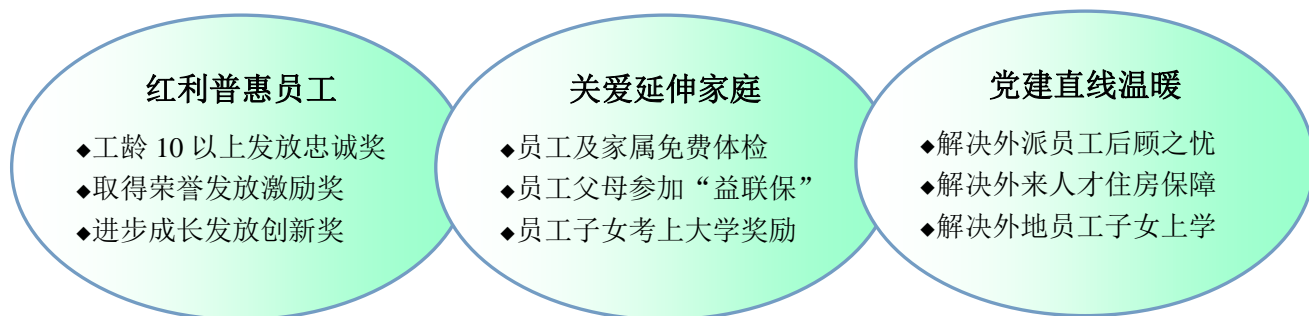 红利普惠员工
◆工龄 10 以上发放忠诚奖
◆取得荣誉发放激励奖
◆进步成长发放创新奖
关爱延伸家庭
◆员工及家属免费体检
◆员工父母参加“益联保”
◆员工子女考上大学奖励
党建直线温暖
◆解决外派员工后顾之忧
◆解决外来人才住房保障
◆解决外地员工子女上学